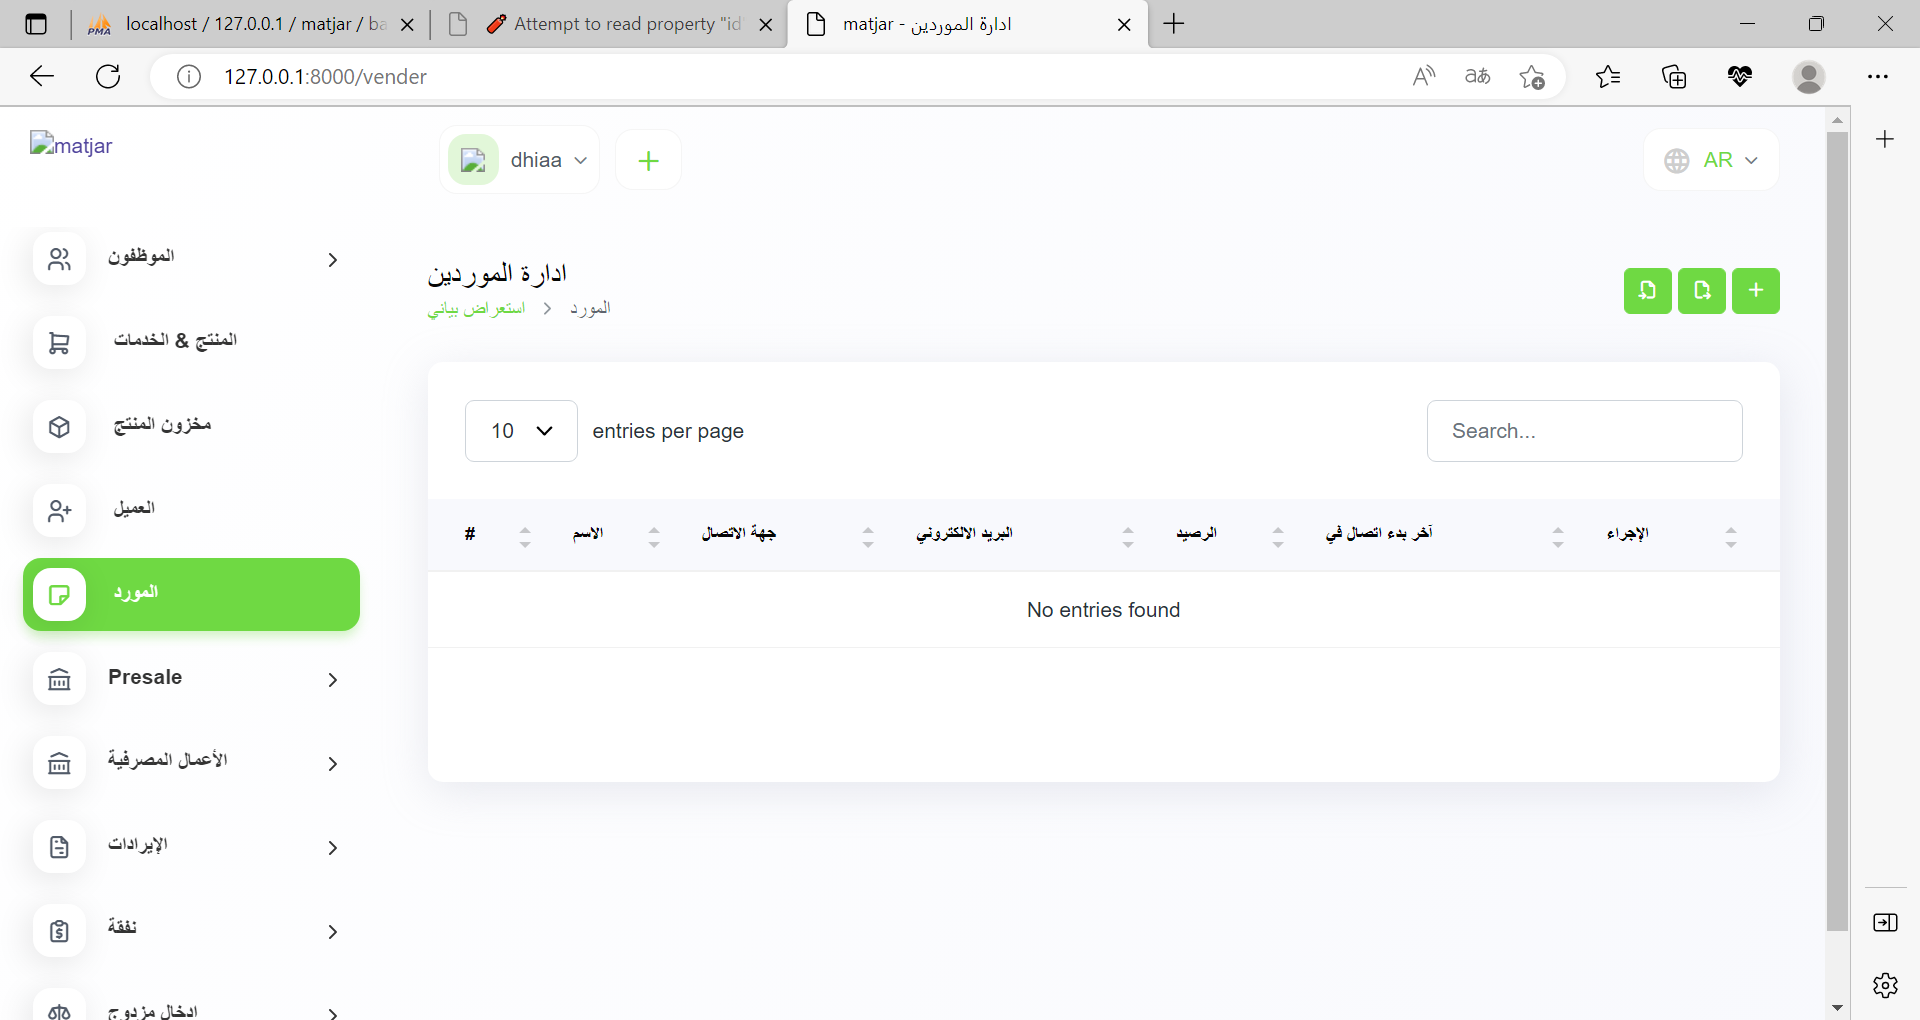 localhost / 127.0.0.1 / matjar / ba
Attempt to read property "id"
matjar - ادارة الموردين
127.0.0.1:8000/vender
matjar
dhiaa
AR
الموظفون
المنتج & الخدمات
مخزون المنتج
العميل
المورد
Presale
الأعمال المصرفية
الإيرادات
نفقة
ادخال مزدوج
ادارة الموردين
استعراض بياني
المورد
10
entries per page
Search...
#
الاسم
جهة الاتصال
البريد الالكتروني
الرصيد
آخر بدء اتصال في
الإجراء
No entries found